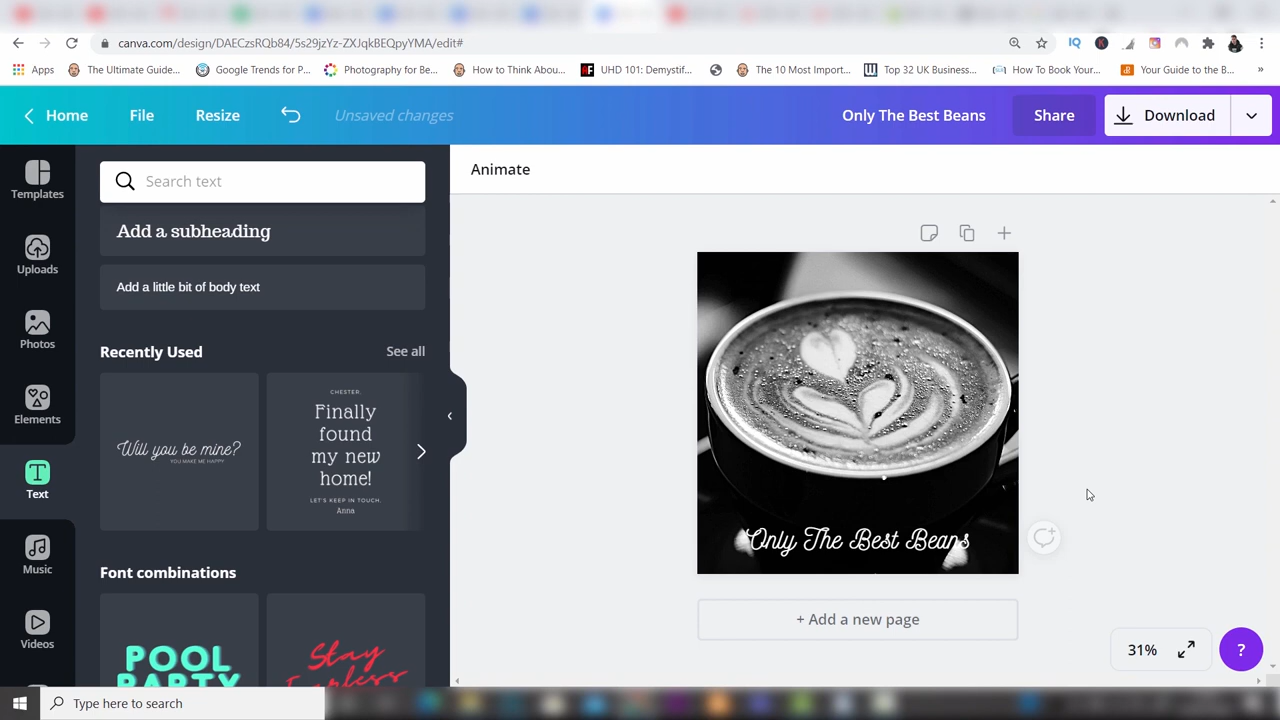 canva.com/design/DAECzsRQb84/5s29jzYz-ZXJqkBEQpyYMA/edit#
Apps
The Ultimate Guide...
Google Trends for P...
Photography for Be...
How to Think Abou...
UHD 101: Demystif...
The 10 Most Import...
Top 32 UK Business...
How To Book Your...
Your Guide to the B...
»
Home
File
Resize
Unsaved changes
Only The Best Beans
Share
Download
Templates
Uploads
Photos
Elements
Text
Music
Videos
Search text
Add a subheading
Add a little bit of body text
Recently Used
See all
Will you be mine?
YOU MAKE ME HAPPY
CHESTER,
Finally
found
my new
home!
LET'S KEEP IN TOUCH.
Anna
Font combinations
POOL
PARTY
Stay
Fearless
Animate
Only The Best Beans
+ Add a new page
31%
?
Type here to search